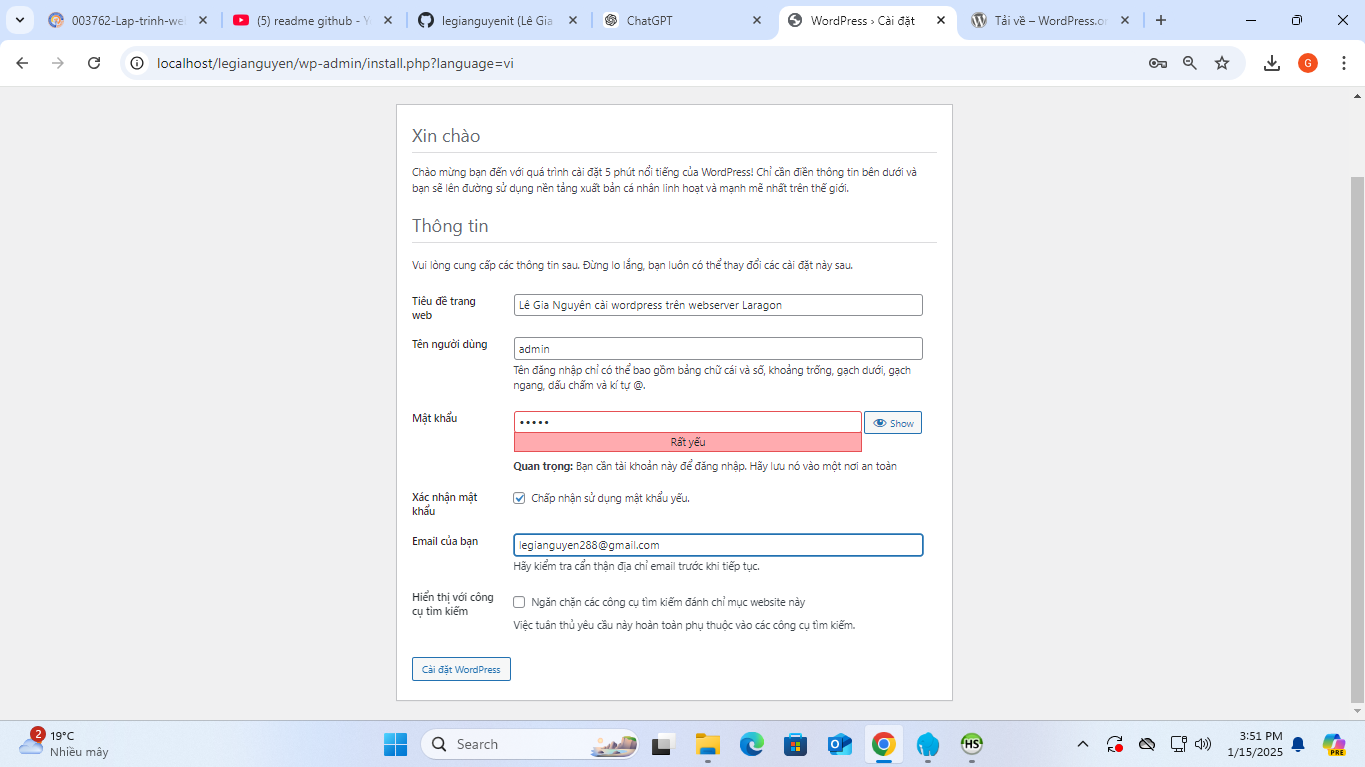 003762-Lap-trinh-we
(5) readme github - Y
legianguyenit (Lê Gia
ChatGPT
WordPress › Cài đặt
Tải về – WordPress.o
localhost/legianguyen/wp-admin/install.php?language=vi
G
Xin chào
Chào mừng bạn đến với quá trình cài đặt 5 phút nổi tiếng của WordPress! Chỉ cần điền thông tin bên dưới và
bạn sẽ lên đường sử dụng nền tảng xuất bản cá nhân linh hoạt và mạnh mẽ nhất trên thế giới.
Thông tin
Vui lòng cung cấp các thông tin sau. Đừng lo lắng, bạn luôn có thể thay đổi các cài đặt này sau.
Tiêu đề trang
web
Lê Gia Nguyên cài wordpress trên webserver Laragon
Tên người dùng
admin
Tên đăng nhập chỉ có thể bao gồm bảng chữ cái và số, khoảng trống, gạch dưới, gạch
ngang, dấu chấm và kí tự @.
Mật khẩu
•••••
Show
Rất yếu
Quan trọng: Bạn cần tài khoản này để đăng nhập. Hãy lưu nó vào một nơi an toàn
Xác nhận mật
khẩu
Chấp nhận sử dụng mật khẩu yếu.
Email của bạn
legianguyen288@gmail.com
Hãy kiểm tra cẩn thận địa chỉ email trước khi tiếp tục.
Hiển thị với công
cụ tìm kiếm
Ngăn chặn các công cụ tìm kiếm đánh chỉ mục website này
Việc tuân thủ yêu cầu này hoàn toàn phụ thuộc vào các công cụ tìm kiếm.
Cài đặt WordPress
2
19°C
Nhiều mây
Search
HS
3:51 PM
1/15/2025
PRE